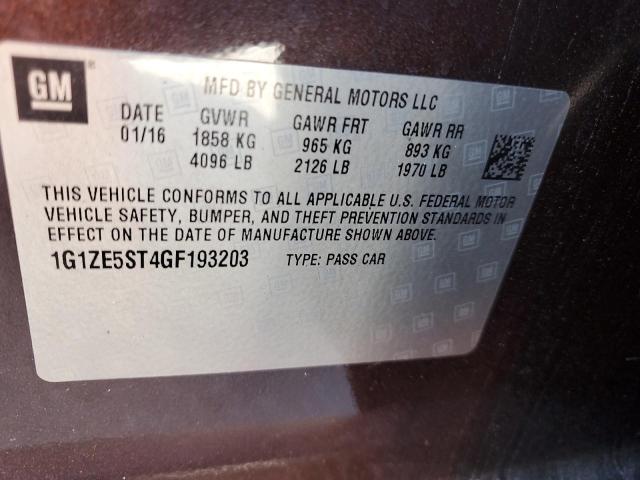 GM ®
MFD BY GENERAL MOTORS LLC
DATE GVWR GAWR FRT GAWR RR
01/16 1858 KG 965 KG 893 KG
4096 LB 2126 LB 1970 LB
THIS VEHICLE CONFORMS TO ALL APPLICABLE U.S. FEDERAL MOTOR
VEHICLE SAFETY, BUMPER, AND THEFT PREVENTION STANDARDS IN
EFFECT ON THE DATE OF MANUFACTURE SHOWN ABOVE.
1G1ZE5ST4GF193203 TYPE: PASS CAR